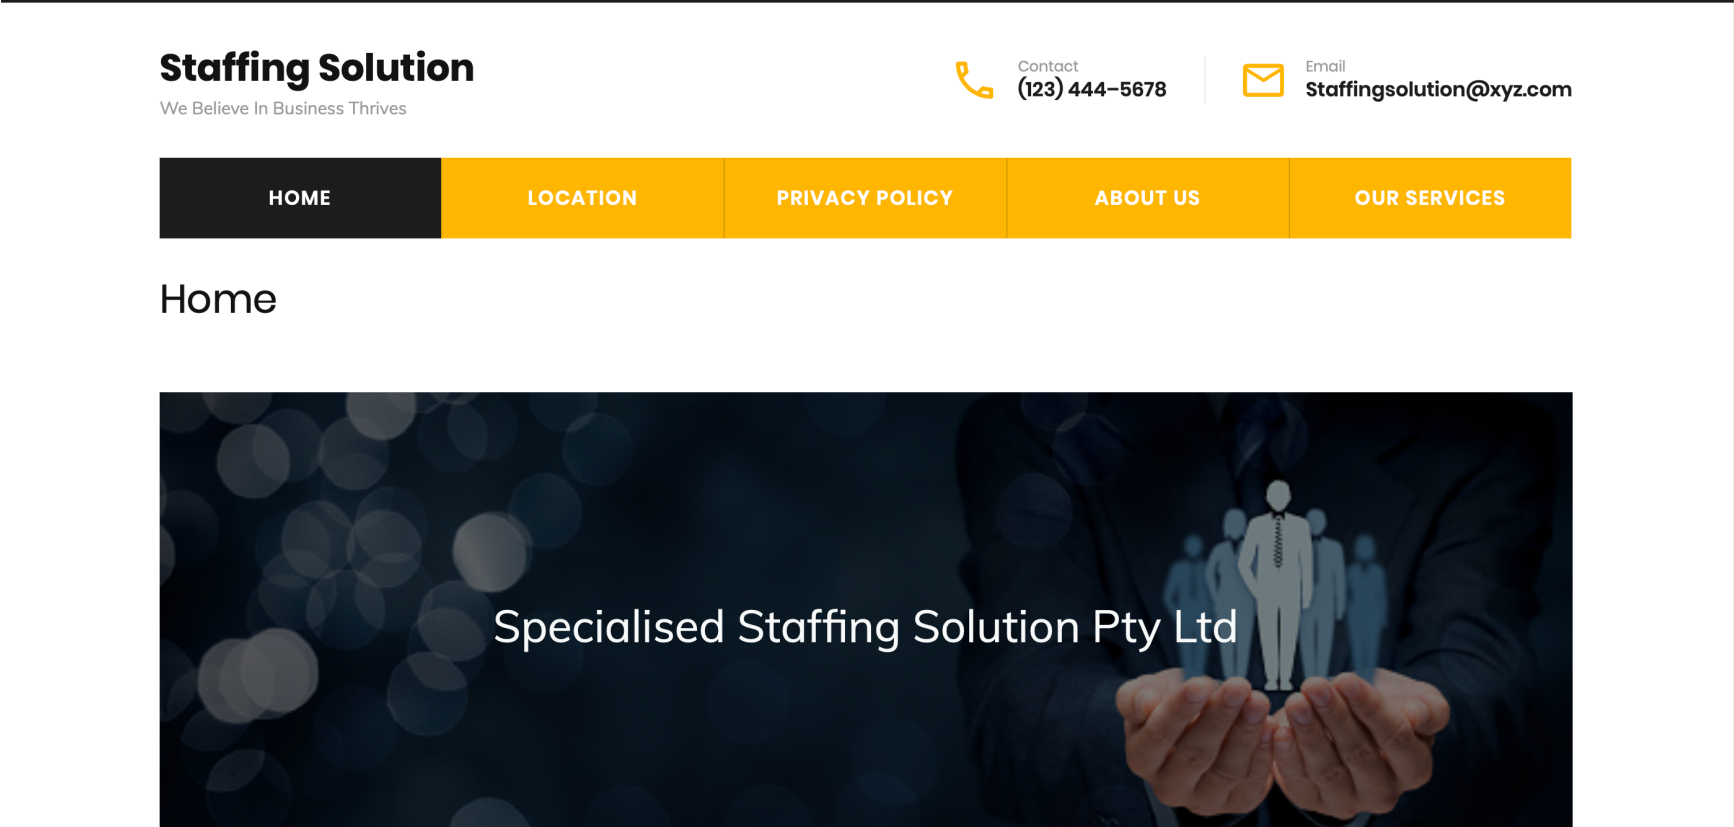 Staffing Solution
We Believe In Business Thrives
Contact
(123) 444–5678
Email
Staffingsolution@xyz.com
HOME
LOCATION
PRIVACY POLICY
ABOUT US
OUR SERVICES
Home
Specialised Staffing Solution Pty Ltd